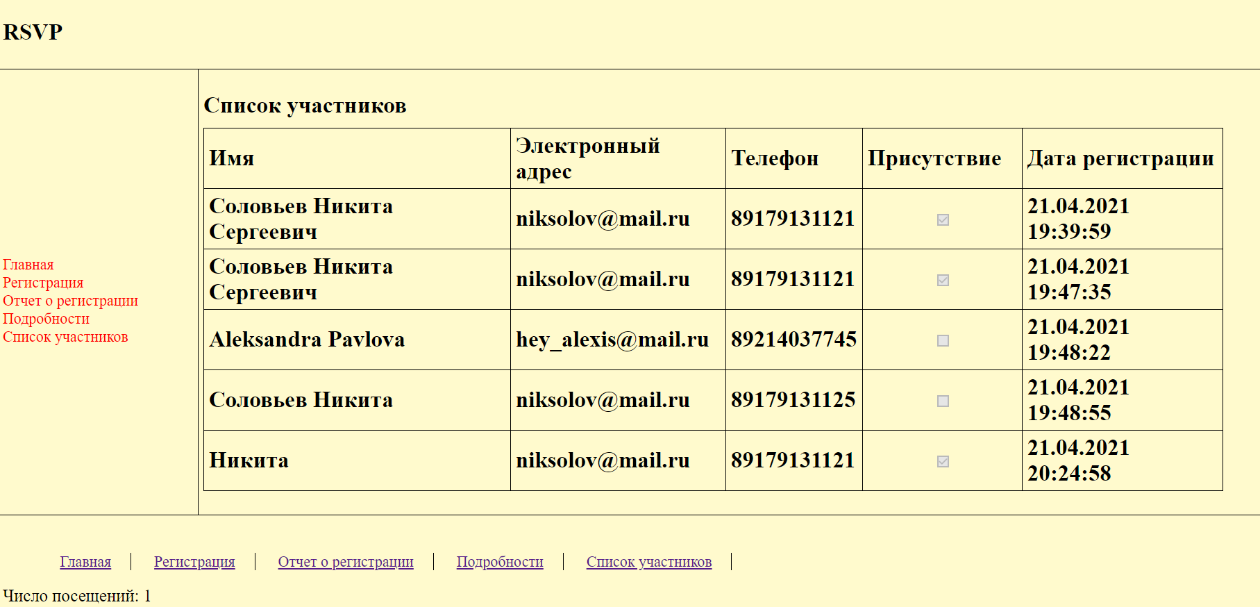 RSVP
Главная
Регистрация
Отчет о регистрации
Подробности
Список участников
Список участников
Имя Электронный адрес Телефон Присутствие Дата регистрации
Соловьев Никита Сергеевич niksolov@mail.ru 89179131121 21.04.2021 19:39:59
Соловьев Никита Сергеевич niksolov@mail.ru 89179131121 21.04.2021 19:47:35
Aleksandra Pavlova hey_alexis@mail.ru 89214037745 21.04.2021 19:48:22
Соловьев Никита niksolov@mail.ru 89179131125 21.04.2021 19:48:55
Никита niksolov@mail.ru 89179131121 21.04.2021 20:24:58
Главная Регистрация Отчет о регистрации Подробности Список участников
Число посещений: 1